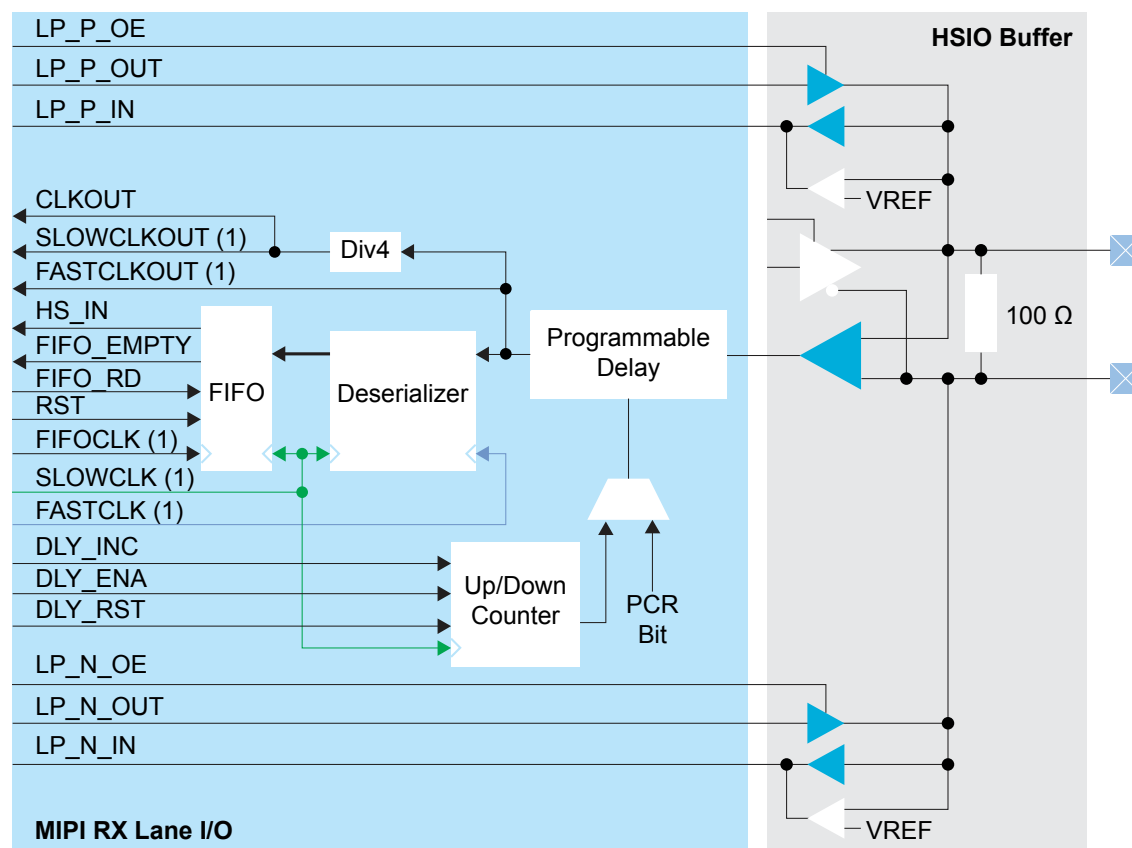 LP_P_OE
HSIO Buffer
LP_P_OUT
LP_P_IN
CLKOUT
VREF
SLOWCLKOUT (1)
Div4
FASTCLKOUT (1)
HS_IN
100 Ω
Programmable
Delay
FIFO_EMPTY
FIFO_RD
FIFO
Deserializer
RST
FIFOCLK (1)
SLOWCLK (1)
FASTCLK (1)
DLY_INC
DLY_ENA
DLY_RST
Up/Down
Counter
PCR
Bit
LP_N_OE
LP_N_OUT
LP_N_IN
MIPI RX Lane I/O
VREF